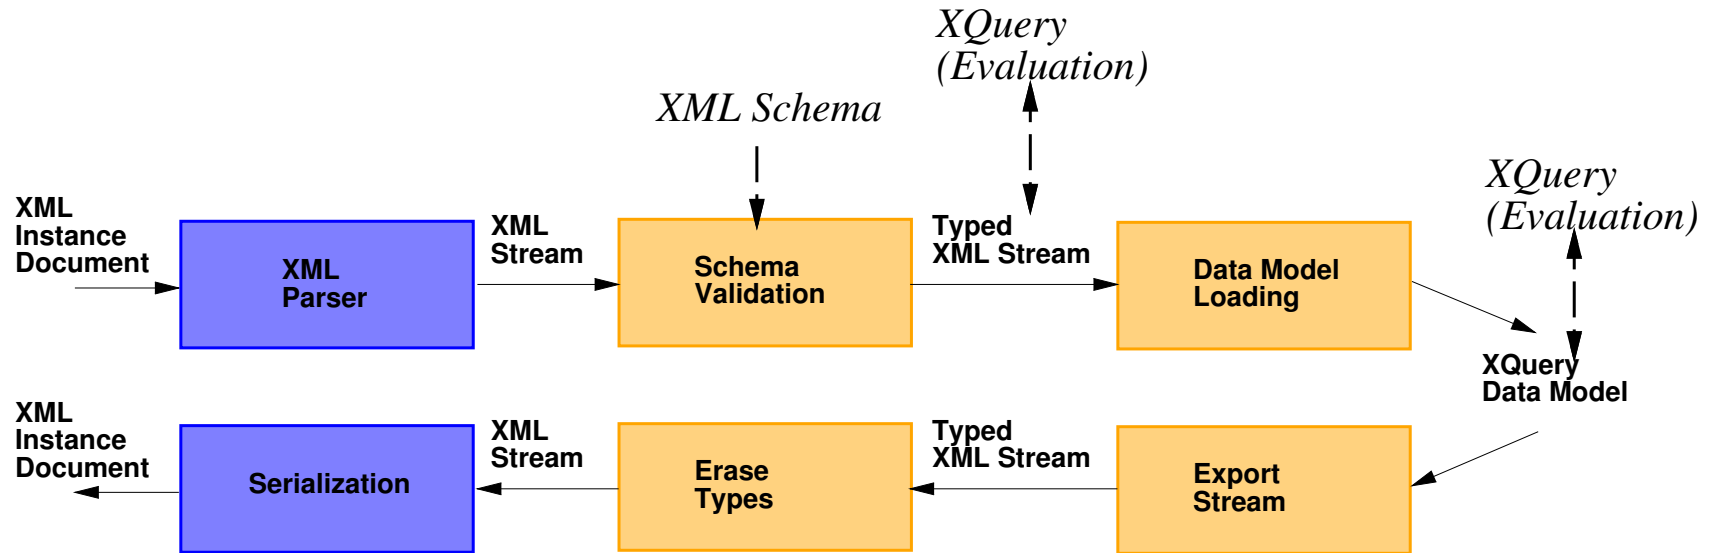 XQuery
(Evaluation)
XML Schema
XQuery
(Evaluation)
XML
Instance
Document
XML
Parser
XML
Stream
Schema
Validation
Typed
XML Stream
Data Model
Loading
XQuery
Data Model
XML
Instance
Document
Serialization
XML
Stream
Erase
Types
Typed
XML Stream
Export
Stream